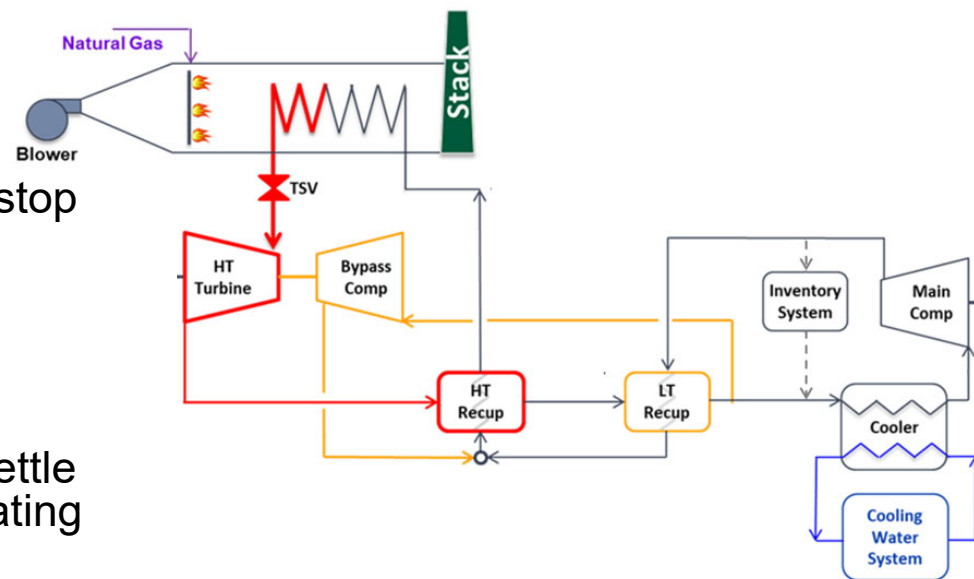 Natural Gas
Stack
Blower
stop
TSV
HT
Turbine
Bypass
Comp
Inventory
System
Main
Comp
HT
Recup
LT
Recup
Cooler
ettle
ating
Cooling
Water
System